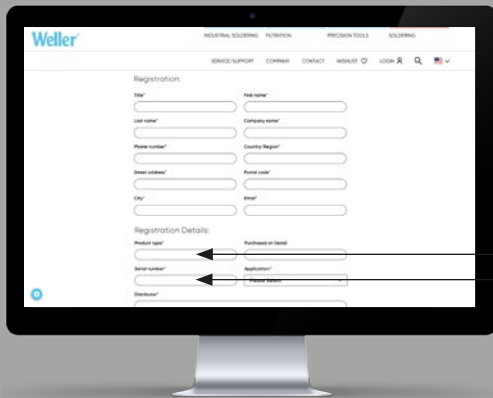 Weller
INDUSTRIAL SOLDERING FILTRATION PRECISION TOOLS SOLDERING
SERVICE/SUPPORT COMPANY CONTACT WISHLIST LOGIN
Registration:
Title* First name*
Last name* Company name*
Phone number* Country/Region*
Street address* Postal code*
City* Email*
Registration Details:
Product type* Purchased on (date)
Serial number* Application*
Please Select
Distributor*